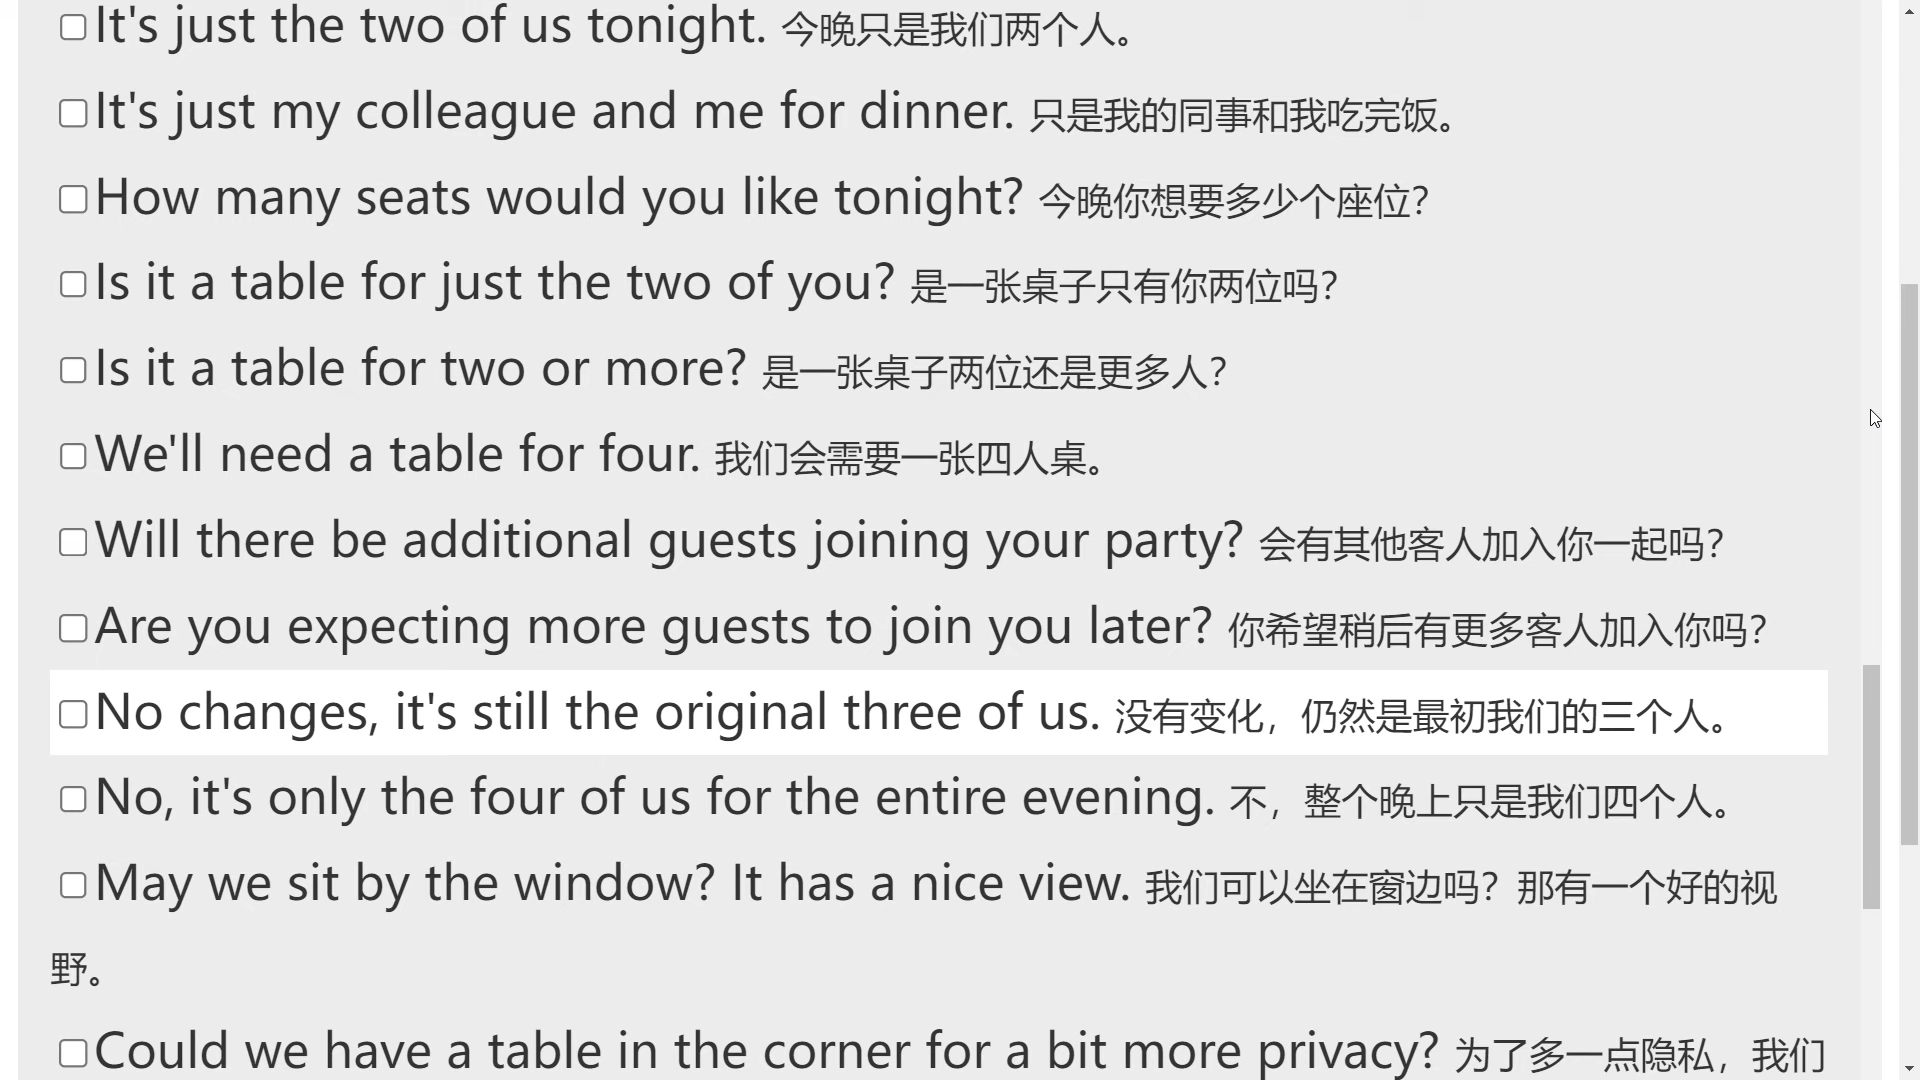 It's just the two of us tonight. 今晚只是我们两个人。
It's just my colleague and me for dinner. 只是我的同事和我吃完饭。
How many seats would you like tonight? 今晚你想要多少个座位?
Is it a table for just the two of you? 是一张桌子只有你两位吗?
Is it a table for two or more? 是一张桌子两位还是更多人?
We'll need a table for four. 我们会需要一张四人桌。
Will there be additional guests joining your party? 会有其他客人加入你一起吗?
Are you expecting more guests to join you later? 你希望稍后有更多客人加入你吗?
No changes, it's still the original three of us. 没有变化，仍然是最初我们的三个人。
No, it's only the four of us for the entire evening. 不，整个晚上只是我们四个人。
May we sit by the window? It has a nice view. 我们可以坐在窗边吗？那有一个好的视
野。
Could we have a table in the corner for a bit more privacy? 为了多一点隐私，我们